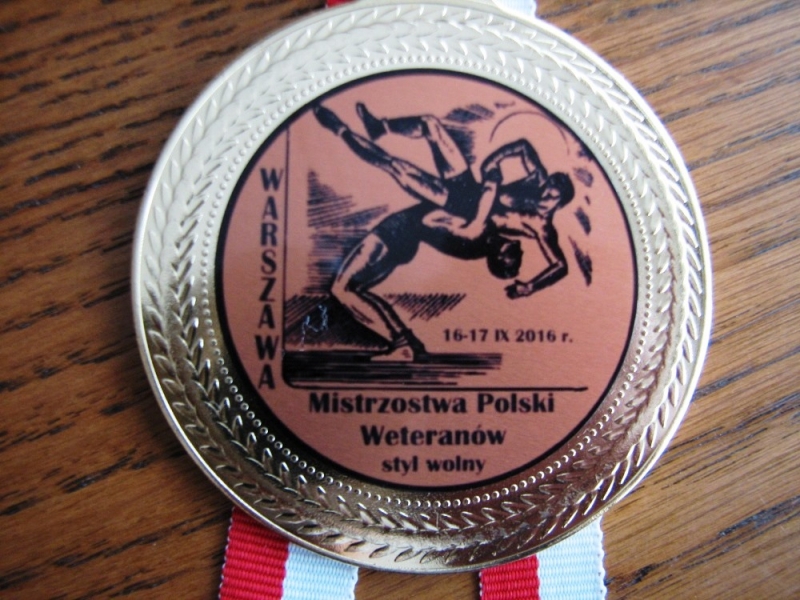 WARSZAWA
16-17 IX 2016 r.
Mistrzostwa Polski
Weteranów
styl wolny